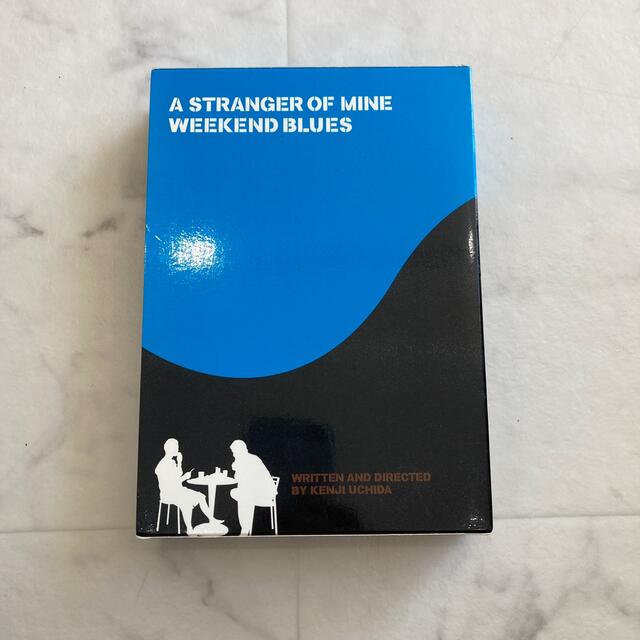 A STRANGER OF MINE
WEEKEND BLUES
WRITTEN AND DIRECTED
BY KENJI UCHIDA